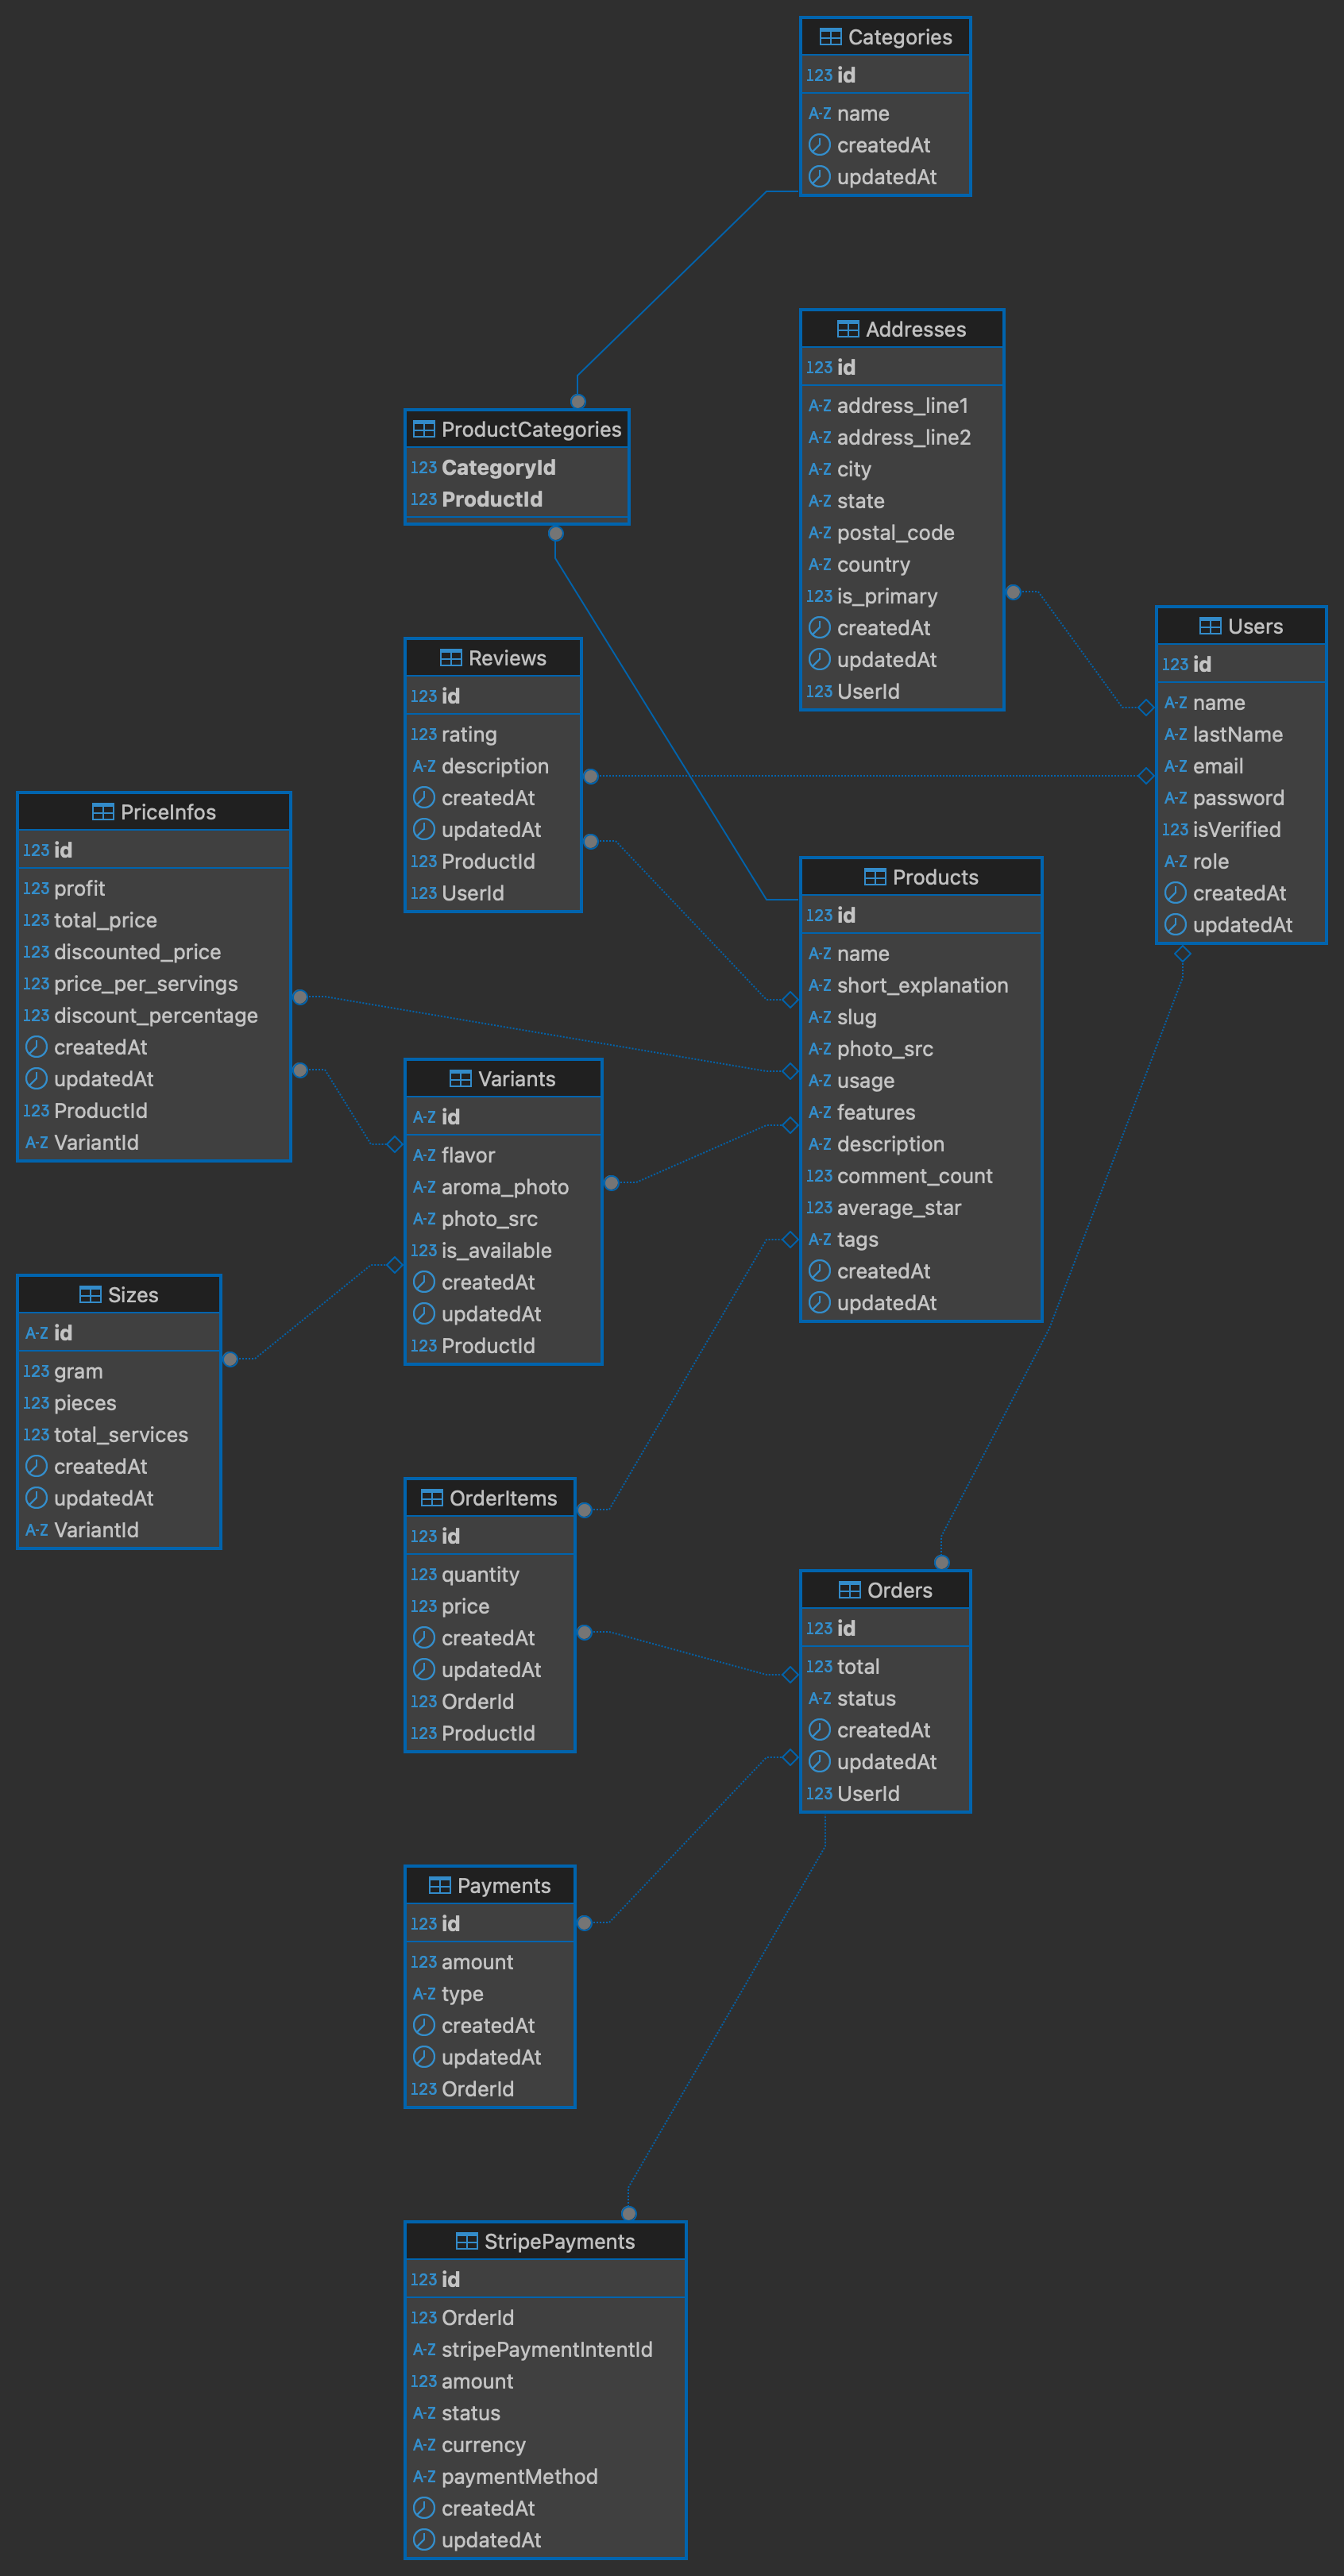 Categories
123 id
A-Z name
createdAt
updatedAt
Addresses
123 id
A-Z address_line1
A-Z address_line2
A-Z city
A-Z state
A-Z postal_code
A-Z country
123 is_primary
createdAt
updatedAt
123 UserId
ProductCategories
123 CategoryId
123 ProductId
Users
123 id
A-Z name
A-Z lastName
A-Z email
A-Z password
123 isVerified
A-Z role
createdAt
updatedAt
Reviews
123 id
123 rating
A-Z description
createdAt
updatedAt
123 ProductId
123 UserId
PriceInfos
123 id
123 profit
123 total_price
123 discounted_price
123 price_per_servings
123 discount_percentage
createdAt
updatedAt
123 ProductId
A-Z VariantId
Products
123 id
A-Z name
A-Z short_explanation
A-Z slug
A-Z photo_src
A-Z usage
A-Z features
A-Z description
123 comment_count
123 average_star
A-Z tags
createdAt
updatedAt
Variants
A-Z id
A-Z flavor
A-Z aroma_photo
A-Z photo_src
123 is_available
createdAt
updatedAt
123 ProductId
Sizes
A-Z id
123 gram
123 pieces
123 total_services
createdAt
updatedAt
A-Z VariantId
OrderItems
123 id
123 quantity
123 price
createdAt
updatedAt
123 OrderId
123 ProductId
Orders
123 id
123 total
A-Z status
createdAt
updatedAt
123 UserId
Payments
123 id
123 amount
A-Z type
createdAt
updatedAt
123 OrderId
StripePayments
123 id
123 OrderId
A-Z stripePaymentIntentId
123 amount
A-Z status
A-Z currency
A-Z paymentMethod
createdAt
updatedAt